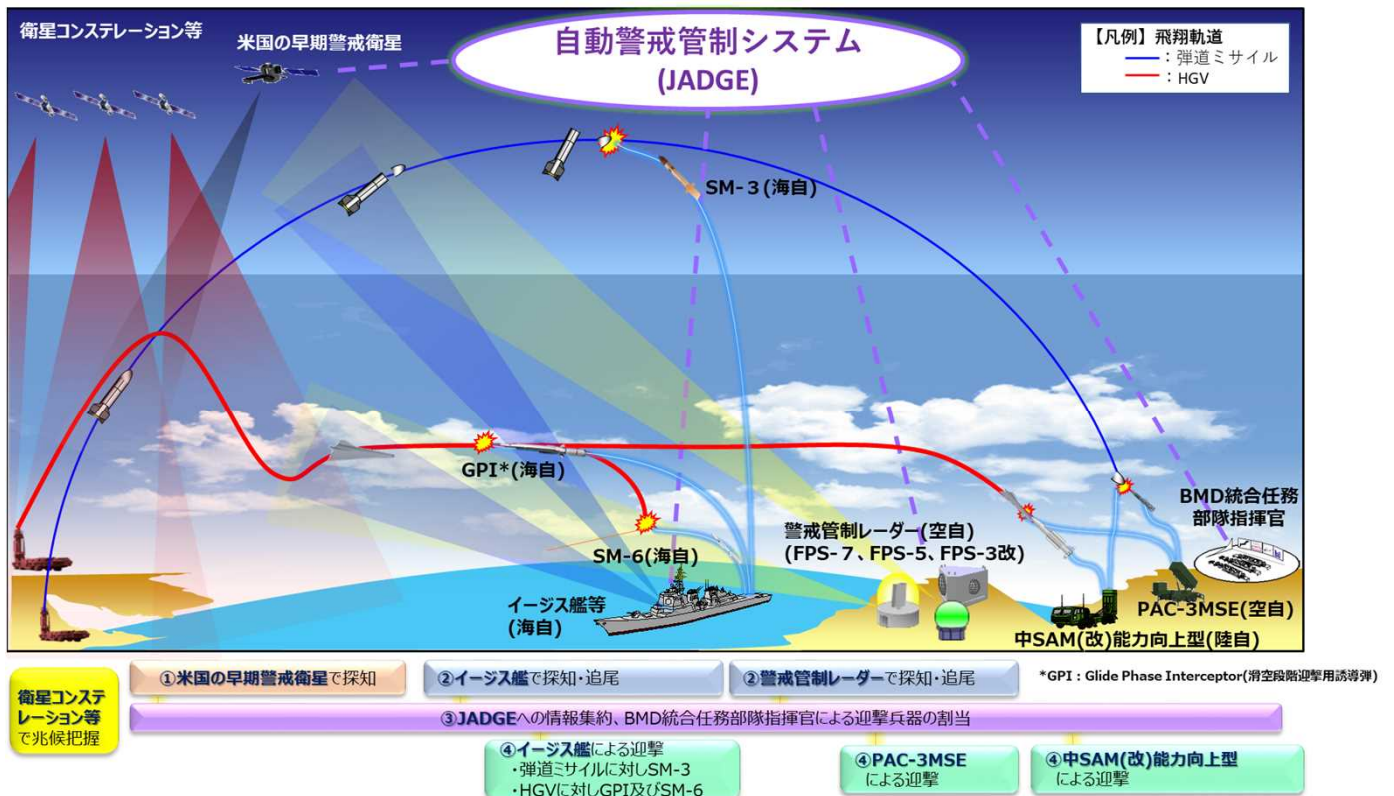 衛星コンステレーション等
米国の早期警戒衛星
自動警戒管制システム
(JADGE)
【凡例】飛翔軌道
：弾道ミサイル
：HGV
SM-３(海自)
GPI*(海自)
SM-6(海自)
イージス艦等
(海自)
警戒管制レーダー(空自)
(FPS-７、FPS-5、FPS-3改)
BMD統合任務
部隊指揮官
PAC-3MSE(空自)
中SAM(改)能力向上型(陸自)
衛星コンステ
レーション等
で兆候把握
①米国の早期警戒衛星で探知
②イージス艦で探知・追尾
②警戒管制レーダーで探知・追尾
*GPI：Glide Phase Interceptor(滑空段階迎撃用誘導弾)
③JADGEへの情報集約、BMD統合任務部隊指揮官による迎撃兵器の割当
④イージス艦による迎撃
・弾道ミサイルに対しSM-3
・HGVに対しGPI及びSM-6
④PAC-3MSE
による迎撃
④中SAM(改)能力向上型
による迎撃